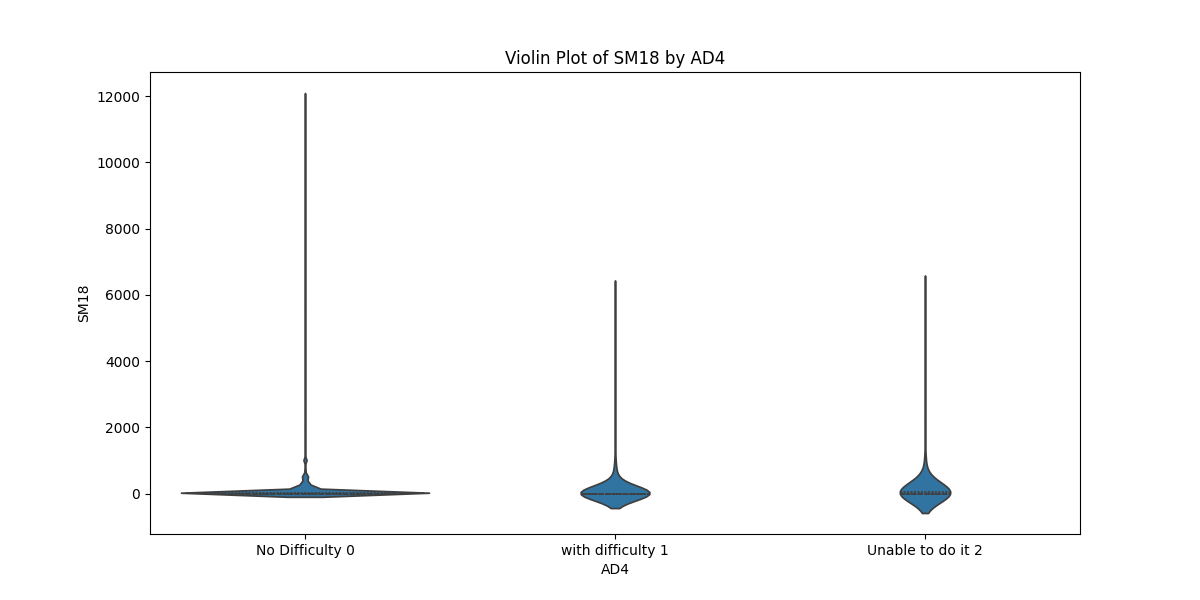 Violin Plot of SM18 by AD4
12000
10000
8000
6000
4000
2000
0
SM18
No Difficulty 0
with difficulty 1
Unable to do it 2
AD4